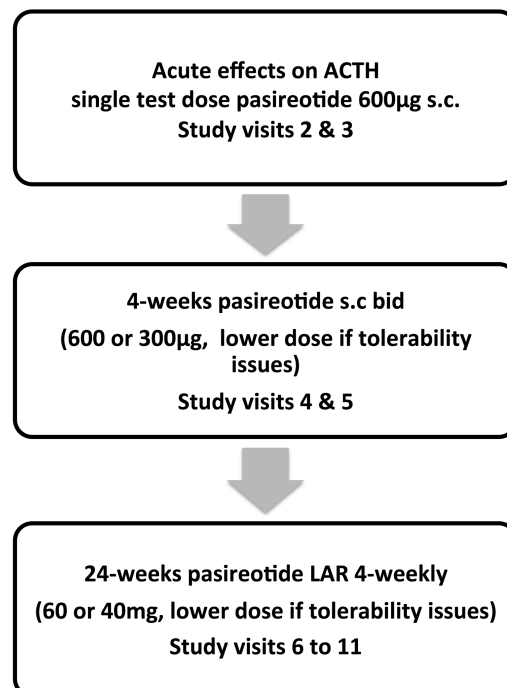 Acute effects on ACTH
single test dose pasireotide 600µg s.c.
Study visits 2 & 3
4-weeks pasireotide s.c bid
(600 or 300µg, lower dose if tolerability
issues)
Study visits 4 & 5
24-weeks pasireotide LAR 4-weekly
(60 or 40mg, lower dose if tolerability issues)
Study visits 6 to 11